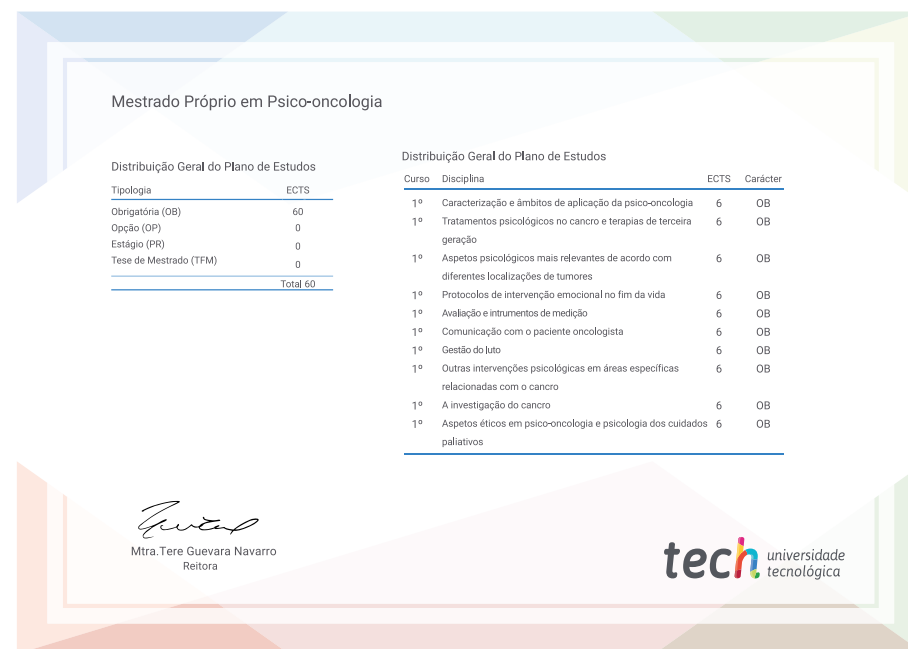 Mestrado Próprio em Psico-oncologia
Distribuição Geral do Plano de Estudos
Tipologia ECTS
Obrigatória (OB) 60
Opção (OP) 0
Estágio (PR) 0
Tese de Mestrado (TFM) 0
Total 60
Distribuição Geral do Plano de Estudos
Curso Disciplina ECTS Carácter
1º Caracterização e âmbitos de aplicação da psico-oncologia 6 OB
1º Tratamentos psicológicos no cancro e terapias de terceira 6 OB
geração
1º Aspetos psicológicos mais relevantes de acordo com 6 OB
diferentes localizações de tumores
1º Protocolos de intervenção emocional no fim da vida 6 OB
1º Avaliação e intrumentos de medição 6 OB
1º Comunicação com o paciente oncologista 6 OB
1º Gestão do luto 6 OB
1º Outras intervenções psicológicas em áreas específicas 6 OB
relacionadas com o cancro
1º A investigação do cancro 6 OB
1º Aspetos éticos em psico-oncologia e psicologia dos cuidados 6 OB
paliativos
Mtra.Tere Guevara Navarro
Reitora
tech universidade
tecnológica